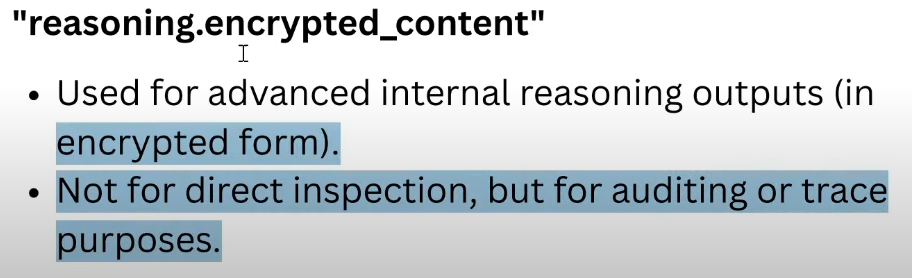 "reasoning.encrypted_content"
• Used for advanced internal reasoning outputs (in
encrypted form).
• Not for direct inspection, but for auditing or trace
purposes.